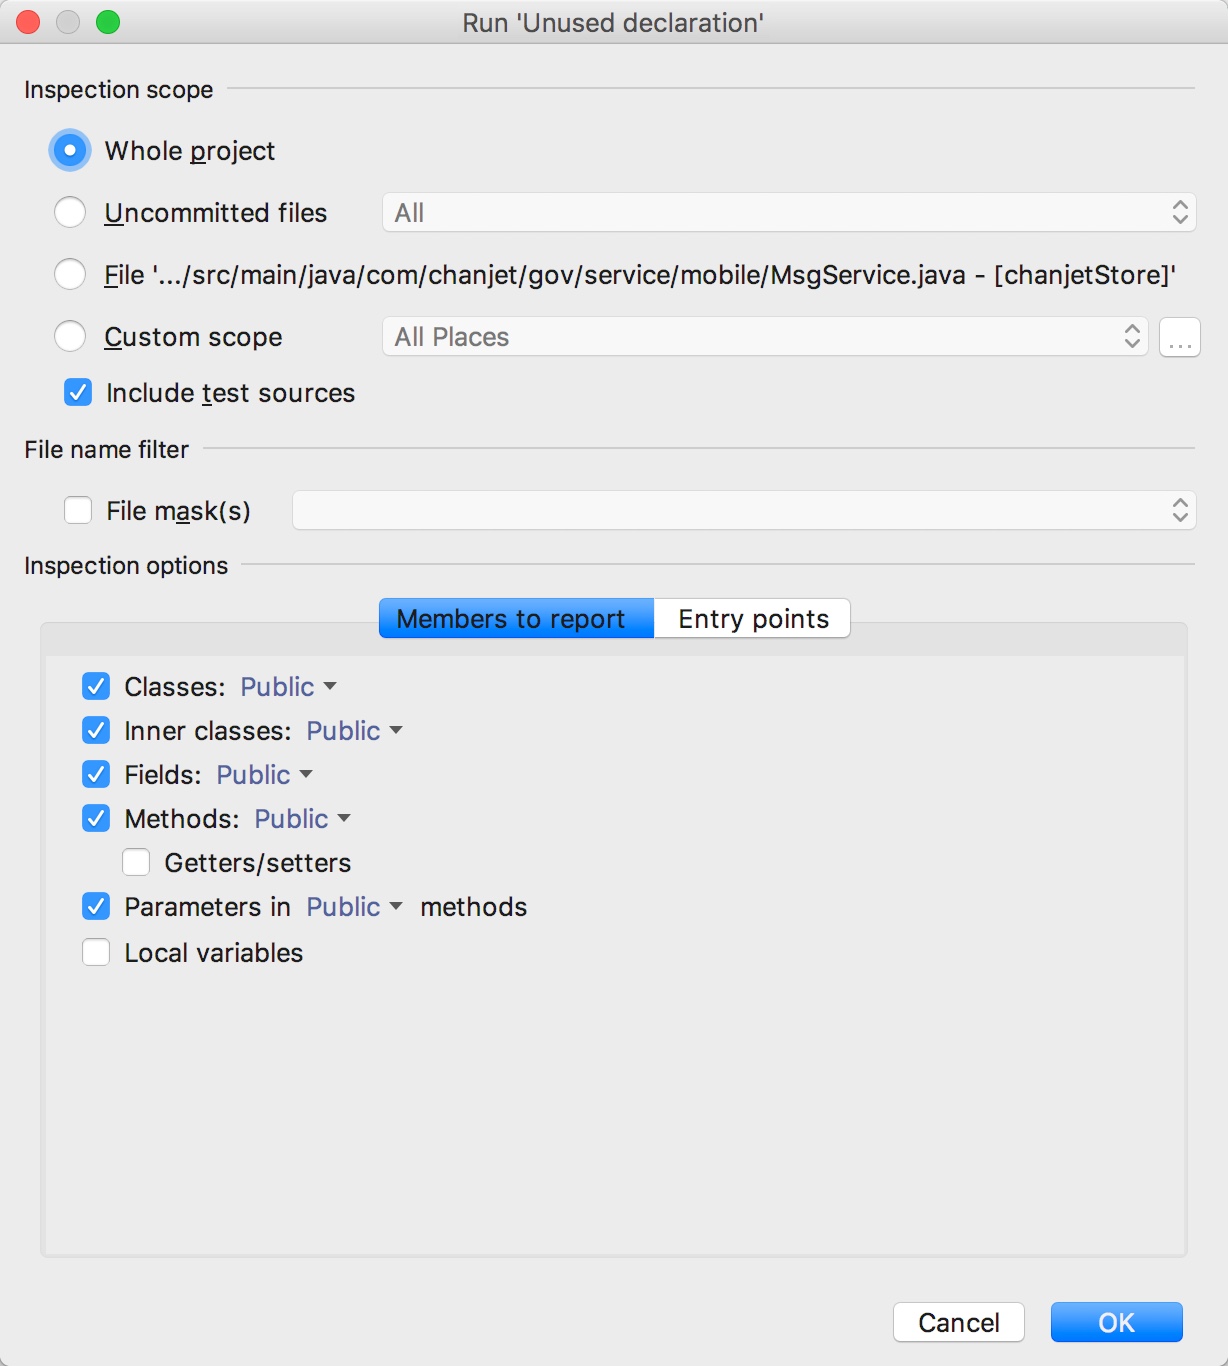 Run 'Unused declaration'
Inspection scope
Whole project
Uncommitted files All
File '.../src/main/java/com/chanjet/gov/service/mobile/MsgService.java - [chanjetStore]'
Custom scope All Places ...
Include test sources
File name filter
File mask(s)
Inspection options
Members to report Entry points
Classes: Public
Inner classes: Public
Fields: Public
Methods: Public
Getters/setters
Parameters in Public methods
Local variables
Cancel OK